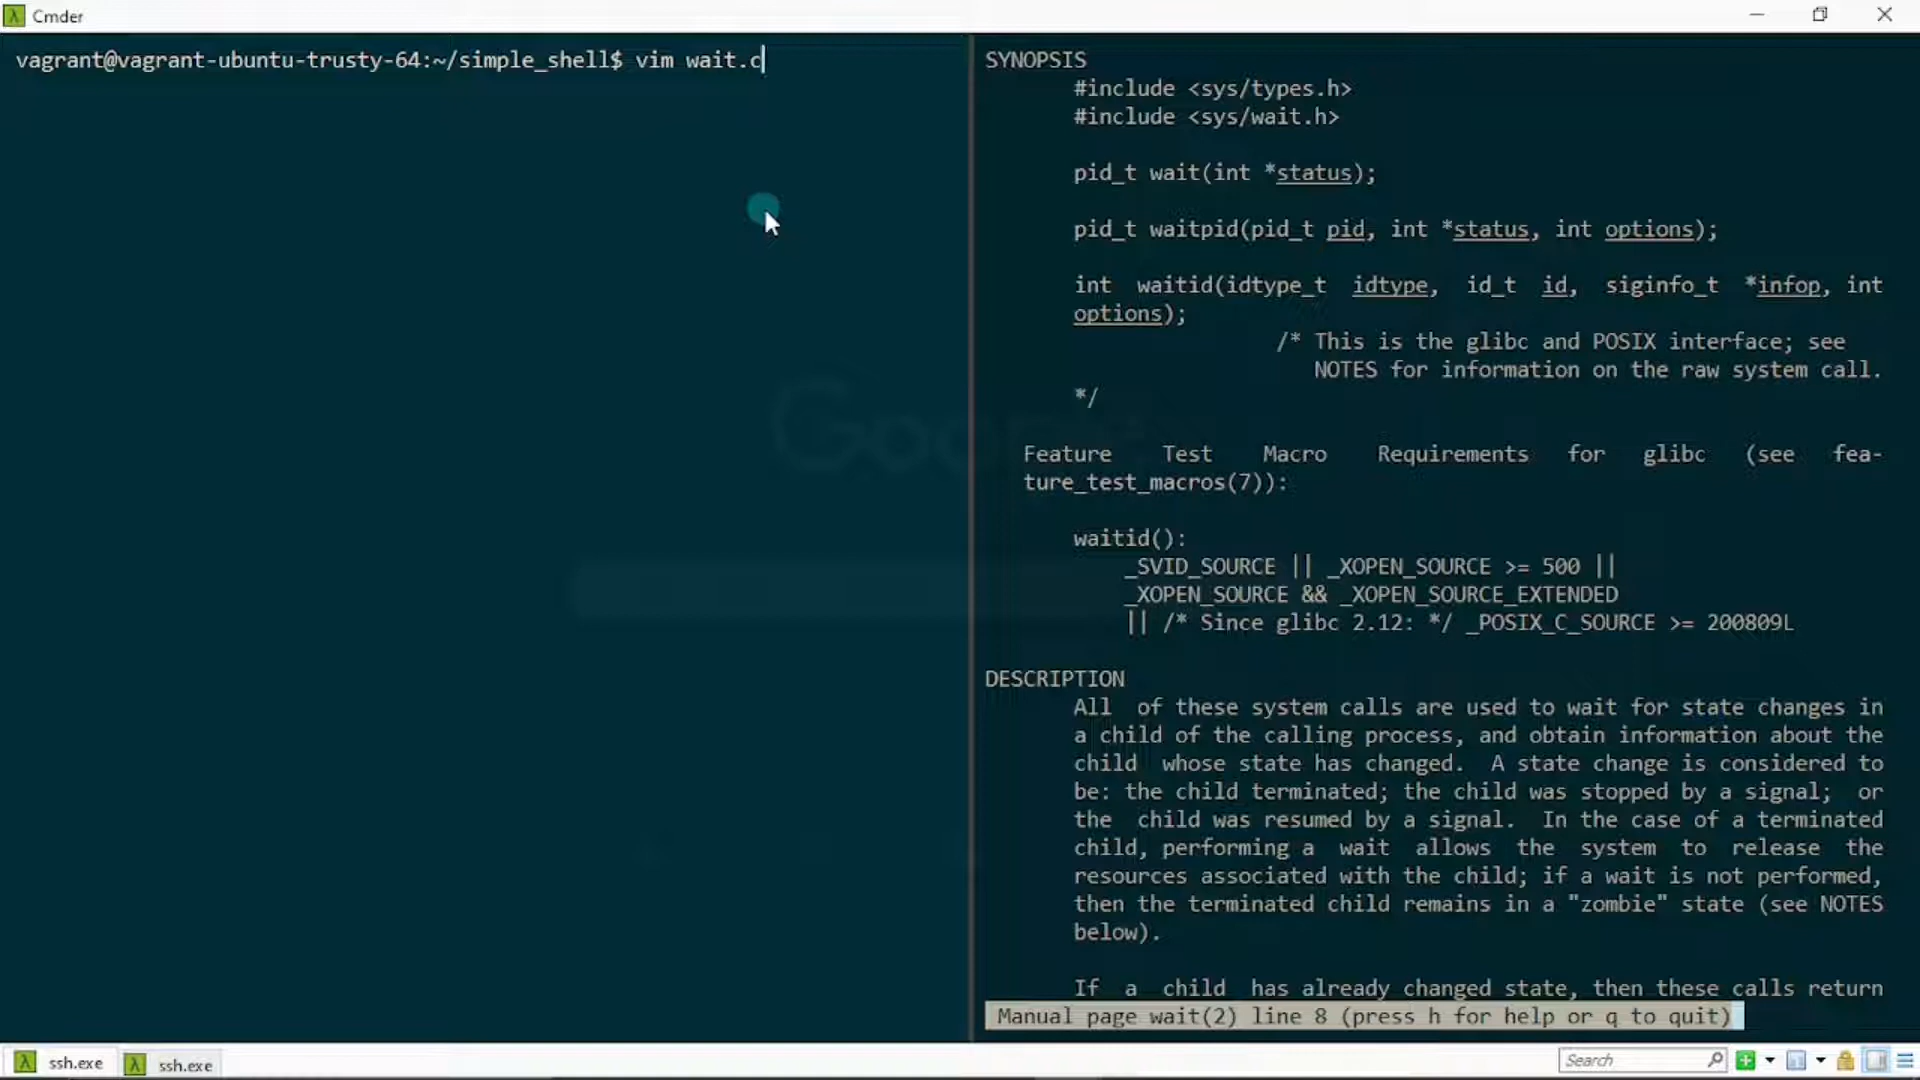 Cmder
vagrant@vagrant-ubuntu-trusty-64:~/simple_shell$ vim wait.c
SYNOPSIS
#include <sys/types.h>
#include <sys/wait.h>
pid_t wait(int *status);
pid_t waitpid(pid_t pid, int *status, int options);
int waitid(idtype_t idtype, id_t id, siginfo_t *infop, int
options);
/* This is the glibc and POSIX interface; see
NOTES for information on the raw system call.
*/
Feature Test Macro Requirements for glibc (see fea-
ture_test_macros(7)):
waitid():
_SVID_SOURCE || _XOPEN_SOURCE >= 500 ||
_XOPEN_SOURCE && _XOPEN_SOURCE_EXTENDED
|| /* Since glibc 2.12: */ _POSIX_C_SOURCE >= 200809L
DESCRIPTION
All of these system calls are used to wait for state changes in
a child of the calling process, and obtain information about the
child whose state has changed. A state change is considered to
be: the child terminated; the child was stopped by a signal; or
the child was resumed by a signal. In the case of a terminated
child, performing a wait allows the system to release the
resources associated with the child; if a wait is not performed,
then the terminated child remains in a "zombie" state (see NOTES
below).
If a child has already changed state, then these calls return
Manual page wait(2) line 8 (press h for help or q to quit)
ssh.exe
ssh.exe
Search